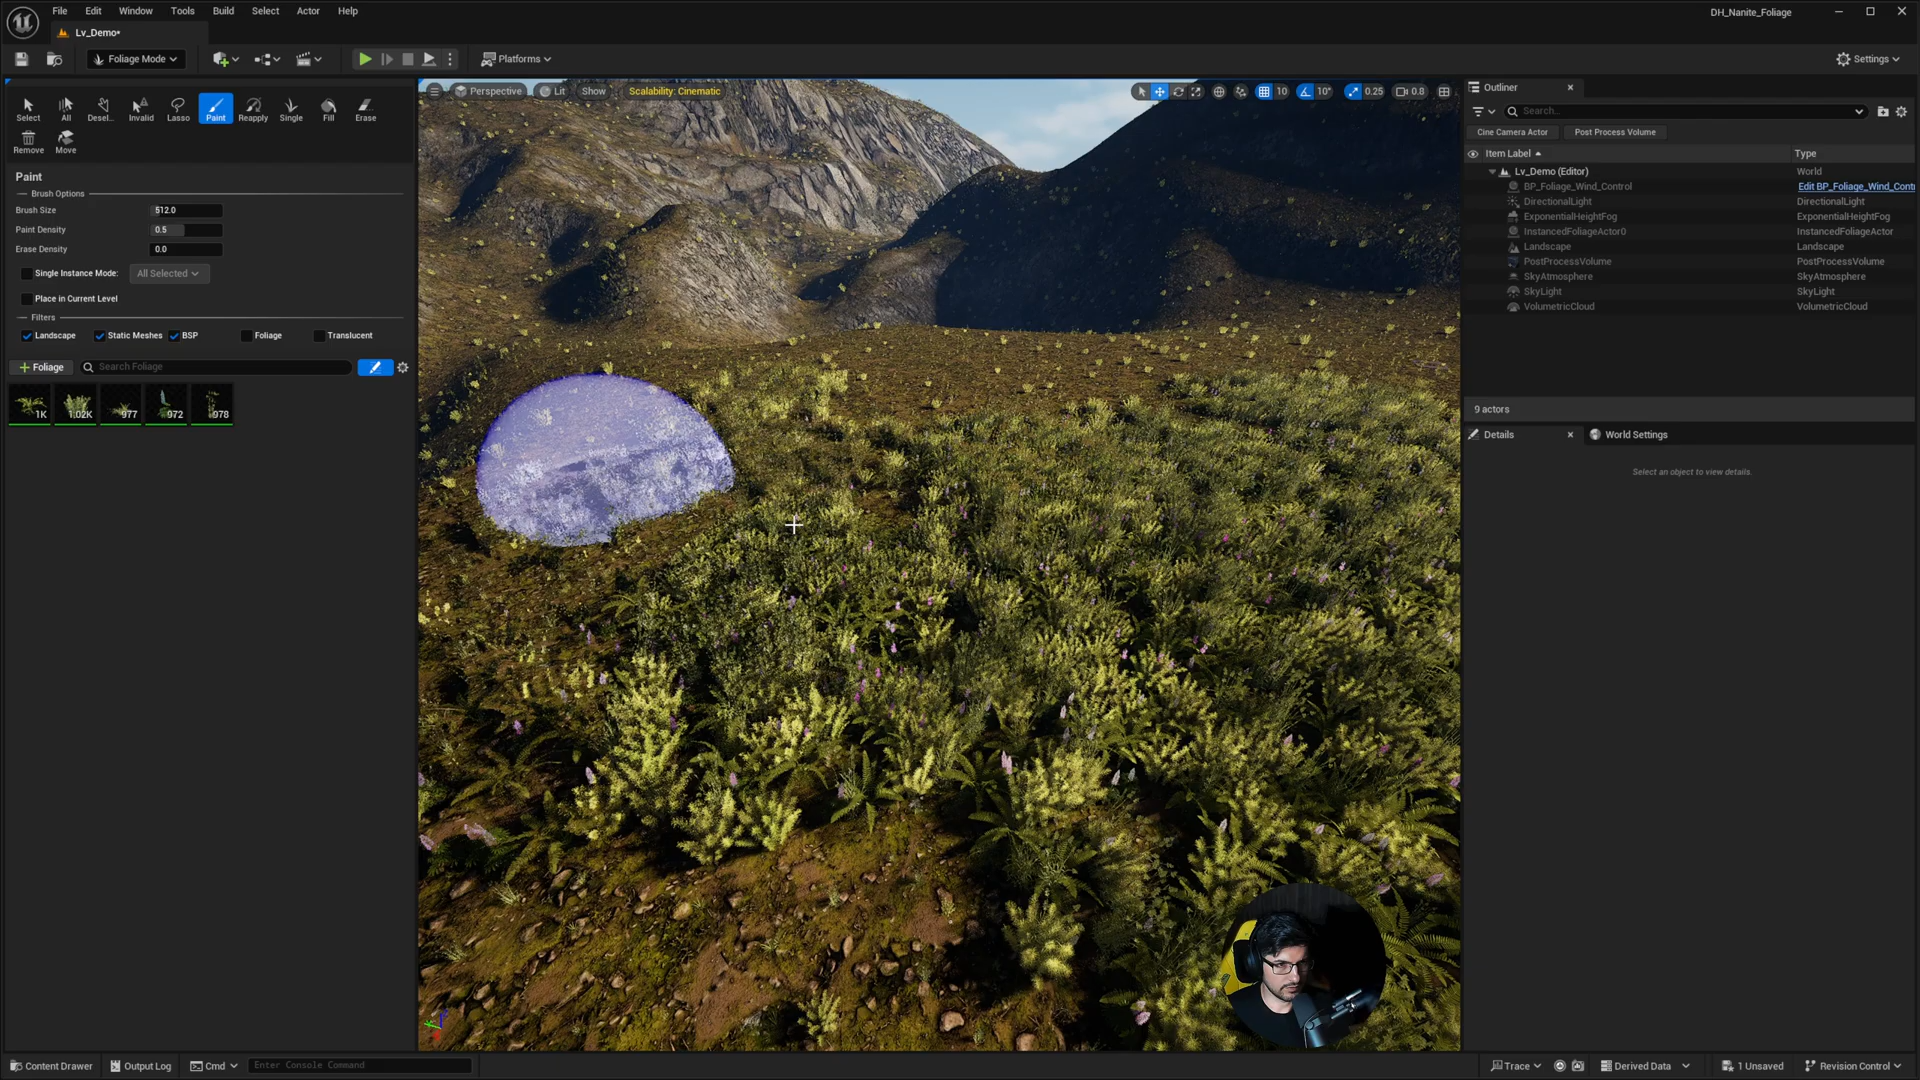 File Edit Window Tools Build Select Actor Help
DH_Nanite_Foliage
Lv_Demo*
Foliage Mode
Platforms
Settings
Select All Desel... Invalid Lasso Paint Reapply Single Fill Erase
Remove Move
Paint
Brush Options
Brush Size 512.0
Paint Density 0.5
Erase Density 0.0
Single Instance Mode: All Selected
Place in Current Level
Filters
Landscape Static Meshes BSP Foliage Translucent
+ Foliage Search Foliage
1K 1.02K 977 972 978
Perspective Lit Show Scalability: Cinematic
10 10° 0.25 0.8
Outliner
Search...
Cine Camera Actor Post Process Volume
Item Label Type
Lv_Demo (Editor) World
BP_Foliage_Wind_Control Edit BP_Foliage_Wind_Contr
DirectionalLight DirectionalLight
ExponentialHeightFog ExponentialHeightFog
InstancedFoliageActor0 InstancedFoliageActor
Landscape Landscape
PostProcessVolume PostProcessVolume
SkyAtmosphere SkyAtmosphere
SkyLight SkyLight
VolumetricCloud VolumetricCloud
9 actors
Details World Settings
Select an object to view details.
Content Drawer Output Log Cmd Enter Console Command
Trace Derived Data 1 Unsaved Revision Control